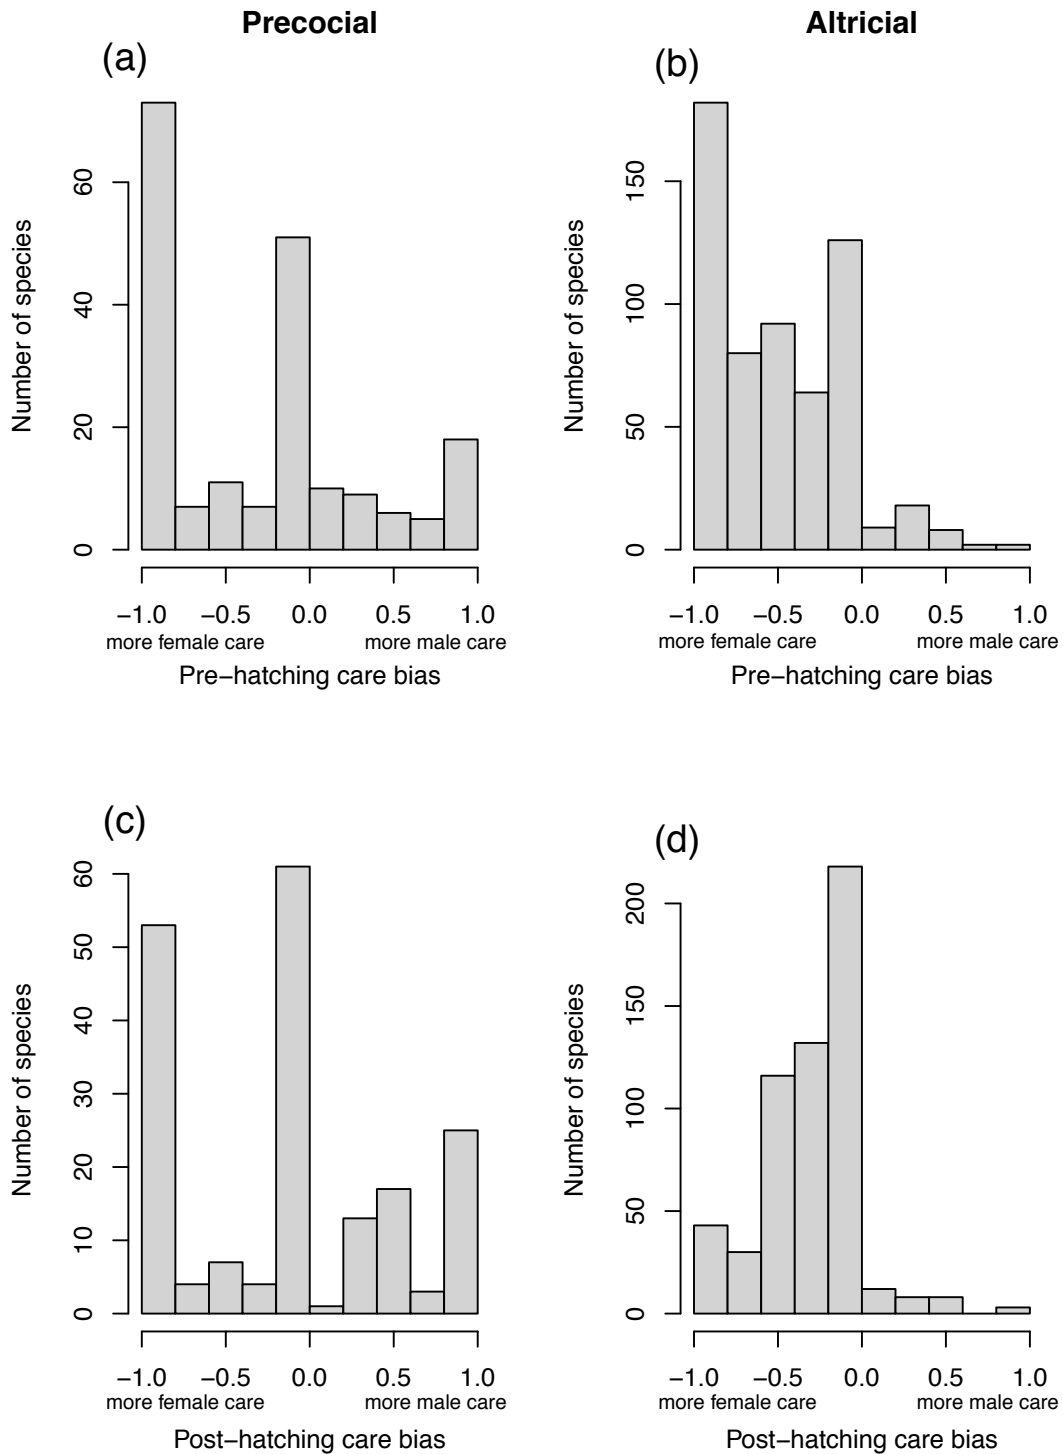 Precocial
Altricial
(a)
(b)
Number of species
0 20 40 60
−1.0 −0.5 0.0 0.5 1.0
more female care more male care
Pre−hatching care bias
Number of species
0 50 100 150
−1.0 −0.5 0.0 0.5 1.0
more female care more male care
Pre−hatching care bias
(c)
(d)
Number of species
0 10 20 30 40 50 60
−1.0 −0.5 0.0 0.5 1.0
more female care more male care
Post−hatching care bias
Number of species
0 50 100 150 200
−1.0 −0.5 0.0 0.5 1.0
more female care more male care
Post−hatching care bias